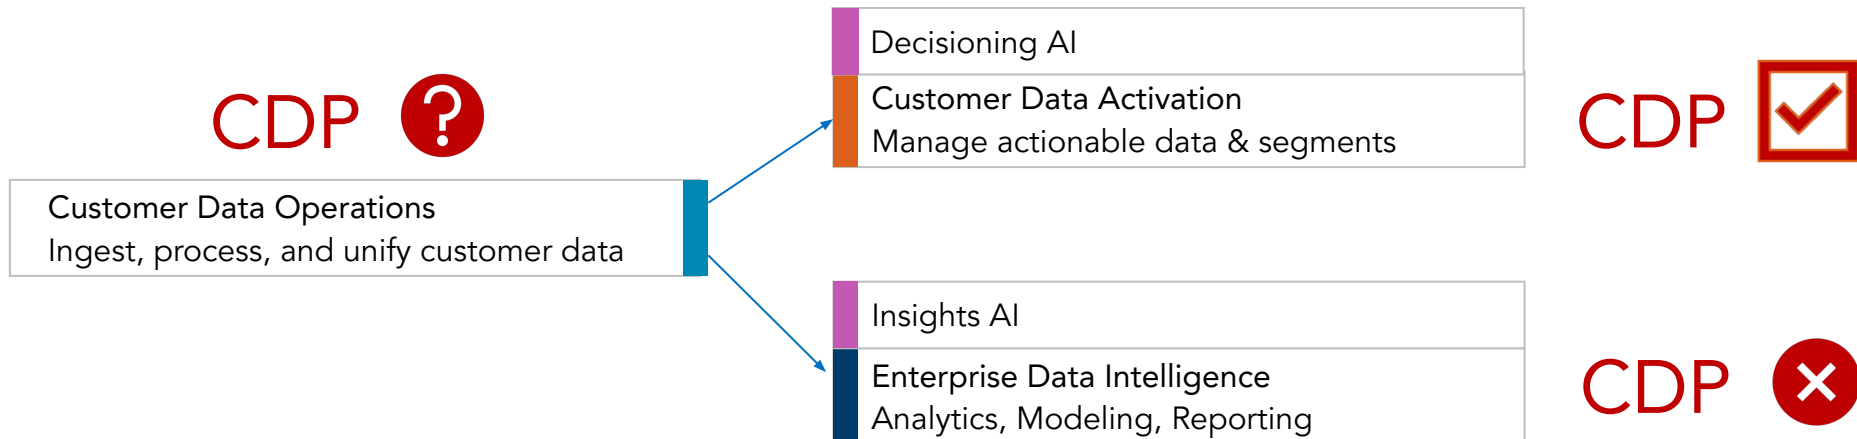 CDP ?
Customer Data Operations
Ingest, process, and unify customer data
Decisioning AI
Customer Data Activation
Manage actionable data & segments
CDP
Insights AI
Enterprise Data Intelligence
Analytics, Modeling, Reporting
CDP